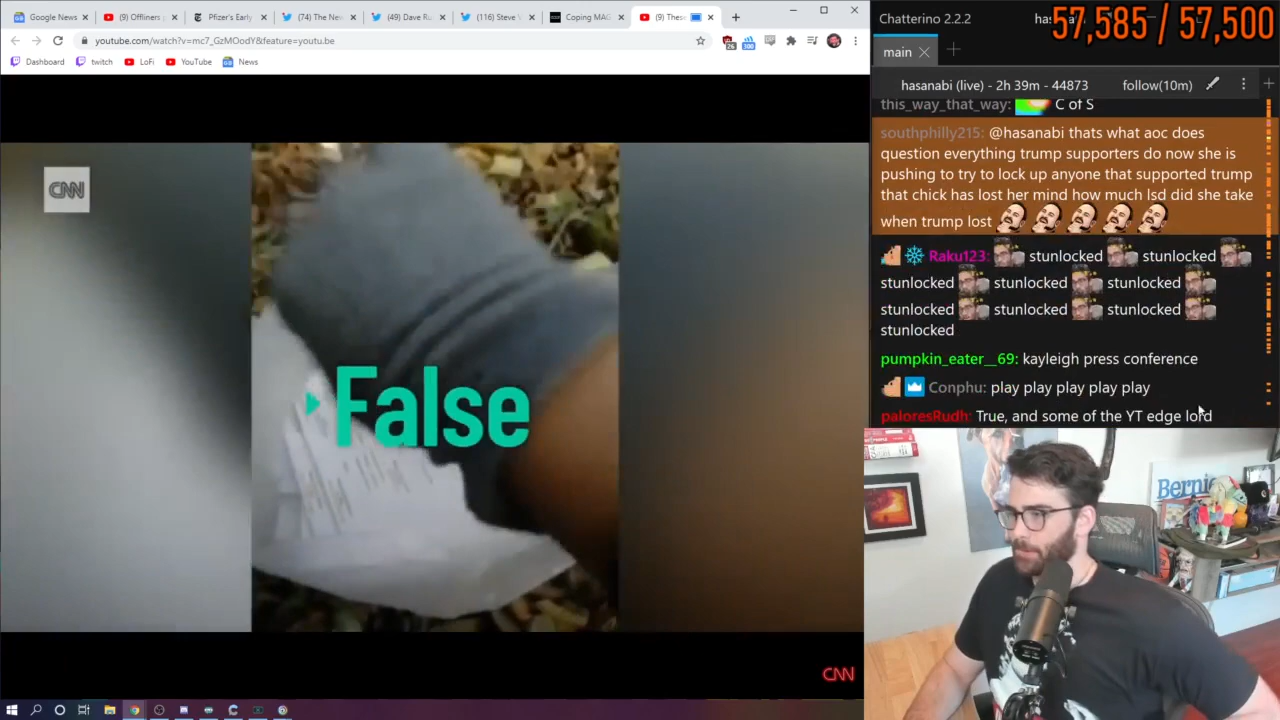 Google News
(9) Offliners
Pfizer's Early
(74) The New
(49) Dave Ru
(116) Steve
Coping MAG
(9) These
youtube.com/watch?v=mc7_GzMOodY&feature=youtu.be
26
300
Dashboard
twitch
LoFi
YouTube
News
CNN
False
CNN
Chatterino 2.2.2
57,585 / 57,500
main
hasanabi (live) - 2h 39m - 44873
follow(10m)
this_way_that_way: C of S
southphilly215: @hasanabi thats what aoc does
question everything trump supporters do now she is
pushing to try to lock up anyone that supported trump
that chick has lost her mind how much lsd did she take
when trump lost
Raku123: stunlocked stunlocked
stunlocked stunlocked stunlocked
stunlocked stunlocked stunlocked
stunlocked
pumpkin_eater__69: kayleigh press conference
Conphu: play play play play play
paloresRudh: True, and some of the YT edge lord
Bernie